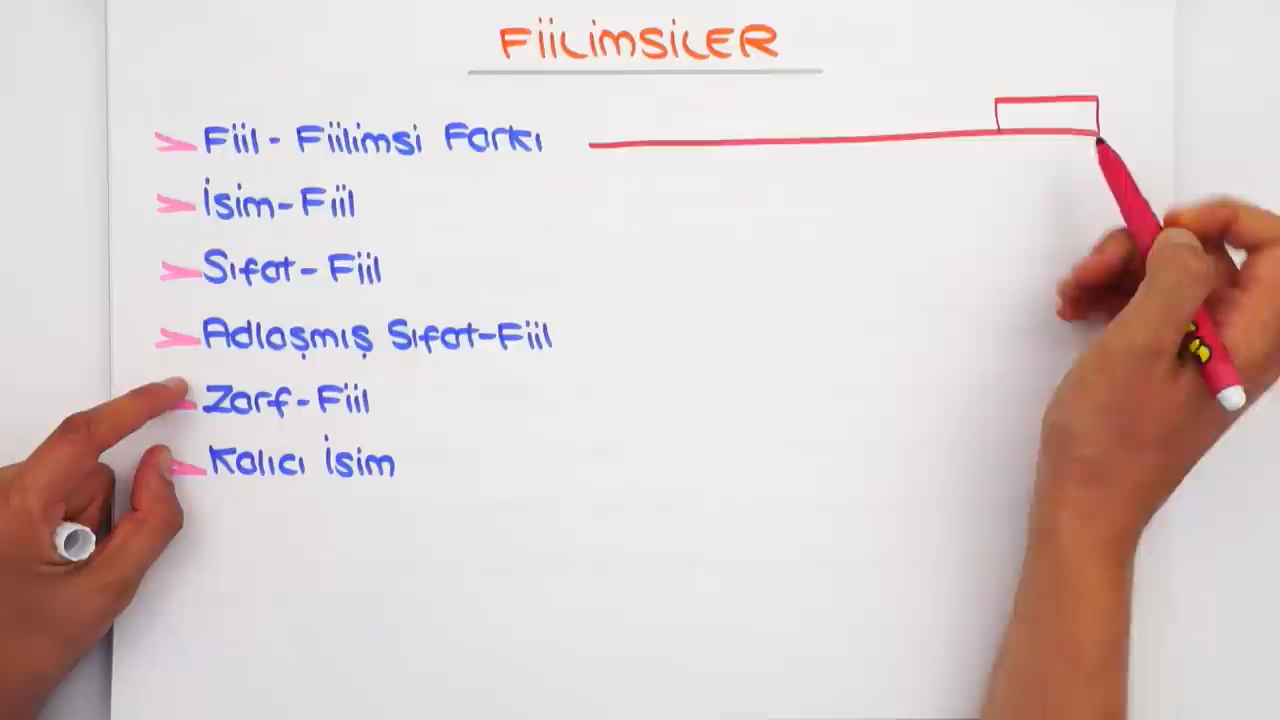 FİİLİMSİLER
Fiil - Fiilimsi Farkı
İsim-Fiil
Sıfat-Fiil
Adlaşmış Sıfat-Fiil
Zarf-Fiil
Kalıcı İsim